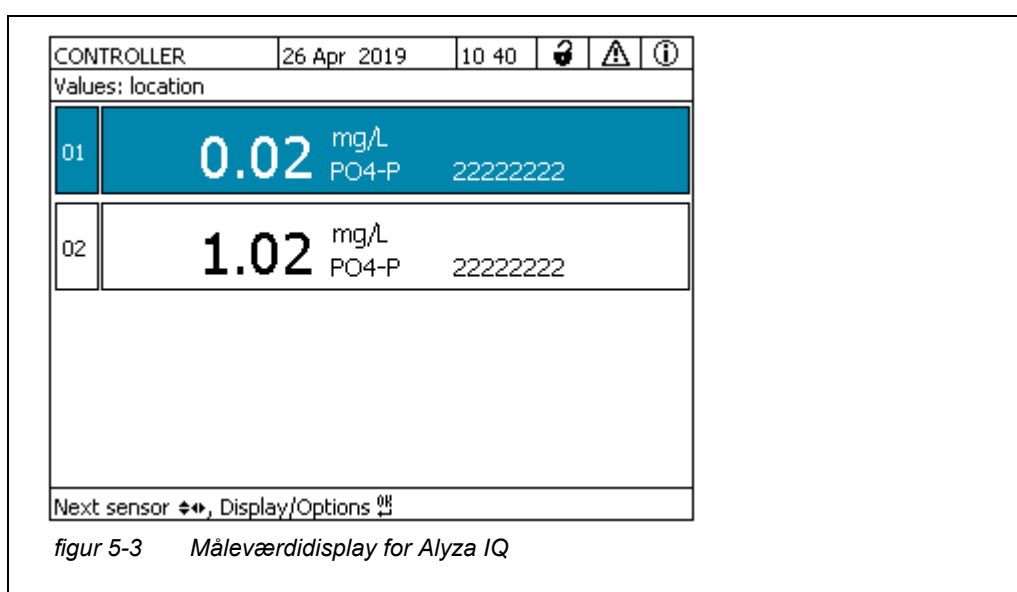 CONTROLLER 26 Apr 2019 10 40
Values: location
01 0.02 mg/L
PO4-P 22222222
02 1.02 mg/L
PO4-P 22222222
Next sensor, Display/Options OK
figur 5-3 Måleværdidisplay for Alyza IQ